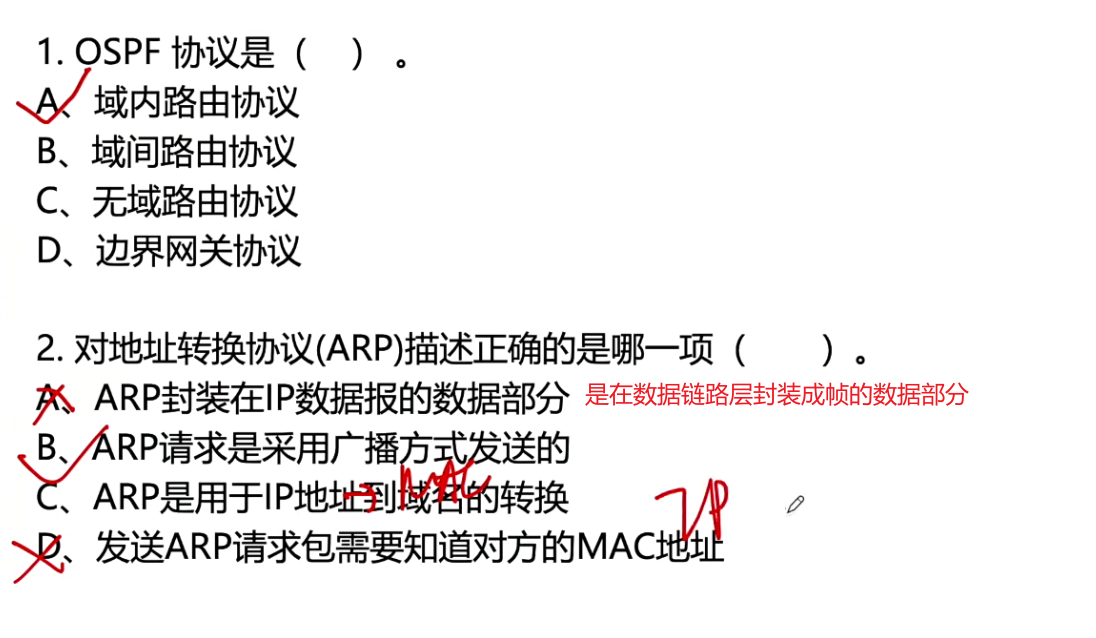 1. OSPF 协议是（ ） 。
A、域内路由协议
B、域间路由协议
C、无域路由协议
D、边界网关协议
2. 对地址转换协议(ARP)描述正确的是哪一项（ ）。
A、ARP封装在IP数据报的数据部分 是在数据链路层封装成帧的数据部分
B、ARP请求是采用广播方式发送的
MAC
C、ARP是用于IP地址到域名的转换
IP
D、发送ARP请求包需要知道对方的MAC地址